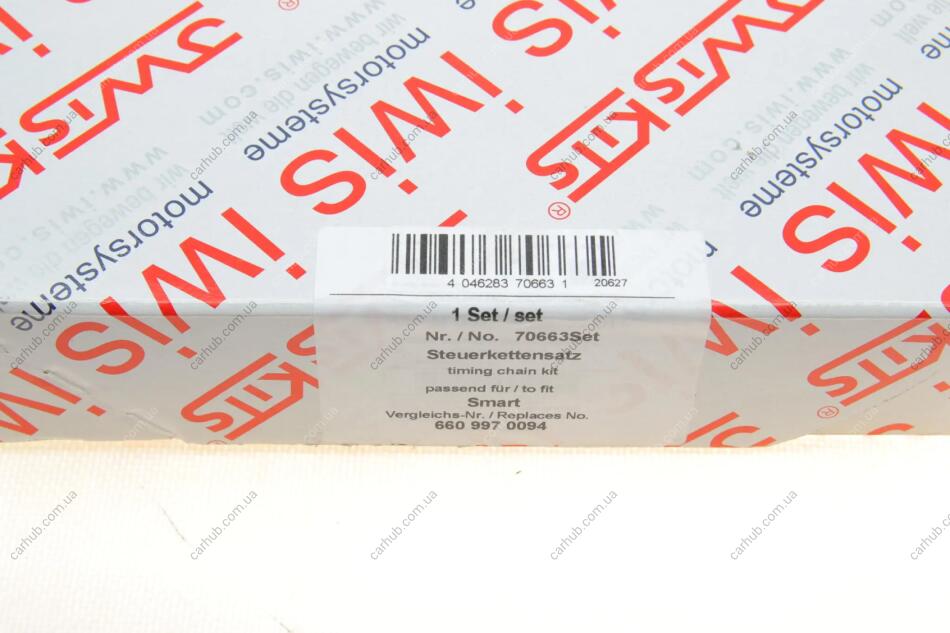 JWIS KITS
motorsysteme
wir bewegen die welt
www.iwis.com
iwis
4 046283 70663 1 20627
1 Set / set
Nr. / No. 70663Set
Steuerkettensatz
timing chain kit
passend für / to fit
Smart
Vergleichs-Nr. / Replaces No.
660 997 0094
carhub.com.ua